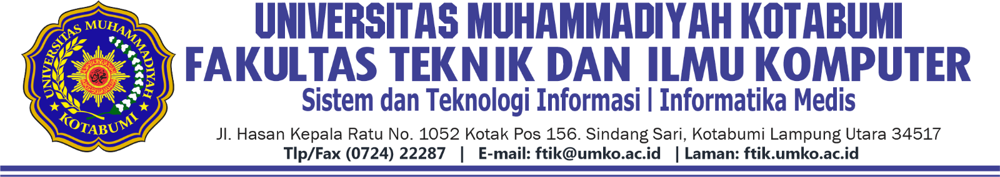 UNIVERSITAS MUHAMMADIYAH
KOTABUMI
UNIVERSITAS MUHAMMADIYAH KOTABUMI
FAKULTAS TEKNIK DAN ILMU KOMPUTER
Sistem dan Teknologi Informasi | Informatika Medis
Jl. Hasan Kepala Ratu No. 1052 Kotak Pos 156. Sindang Sari, Kotabumi Lampung Utara 34517
Tlp/Fax (0724) 22287 | E-mail: ftik@umko.ac.id | Laman: ftik.umko.ac.id